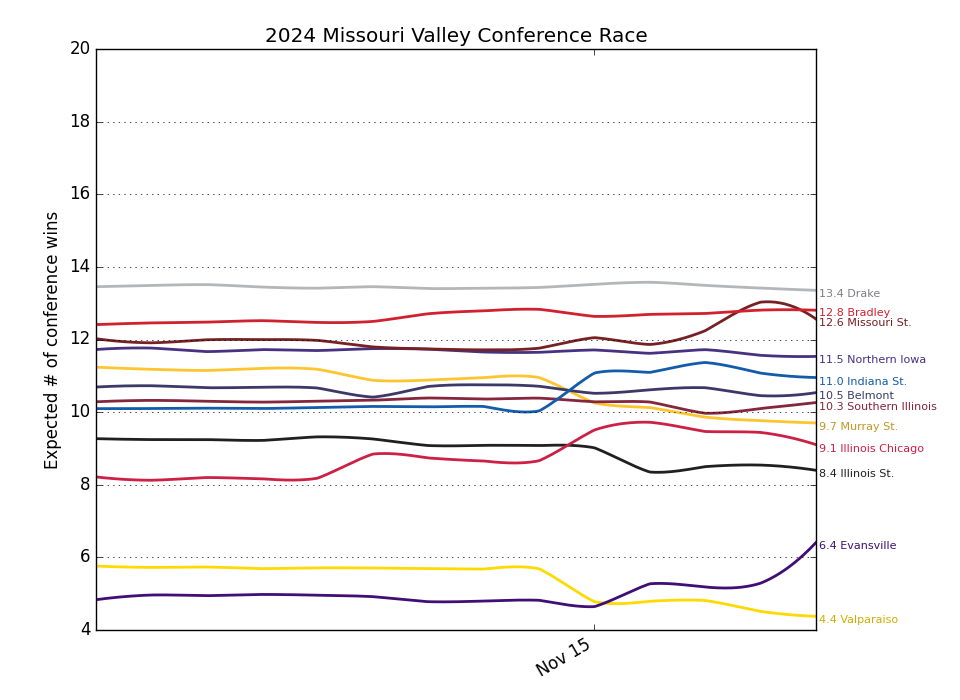 2024 Missouri Valley Conference Race
Expected # of conference wins
20
18
16
14
12
10
8
6
4
Nov 15
13.4 Drake
12.8 Bradley
12.6 Missouri St.
11.5 Northern Iowa
11.0 Indiana St.
10.5 Belmont
10.3 Southern Illinois
9.7 Murray St.
9.1 Illinois Chicago
8.4 Illinois St.
6.4 Evansville
4.4 Valparaiso